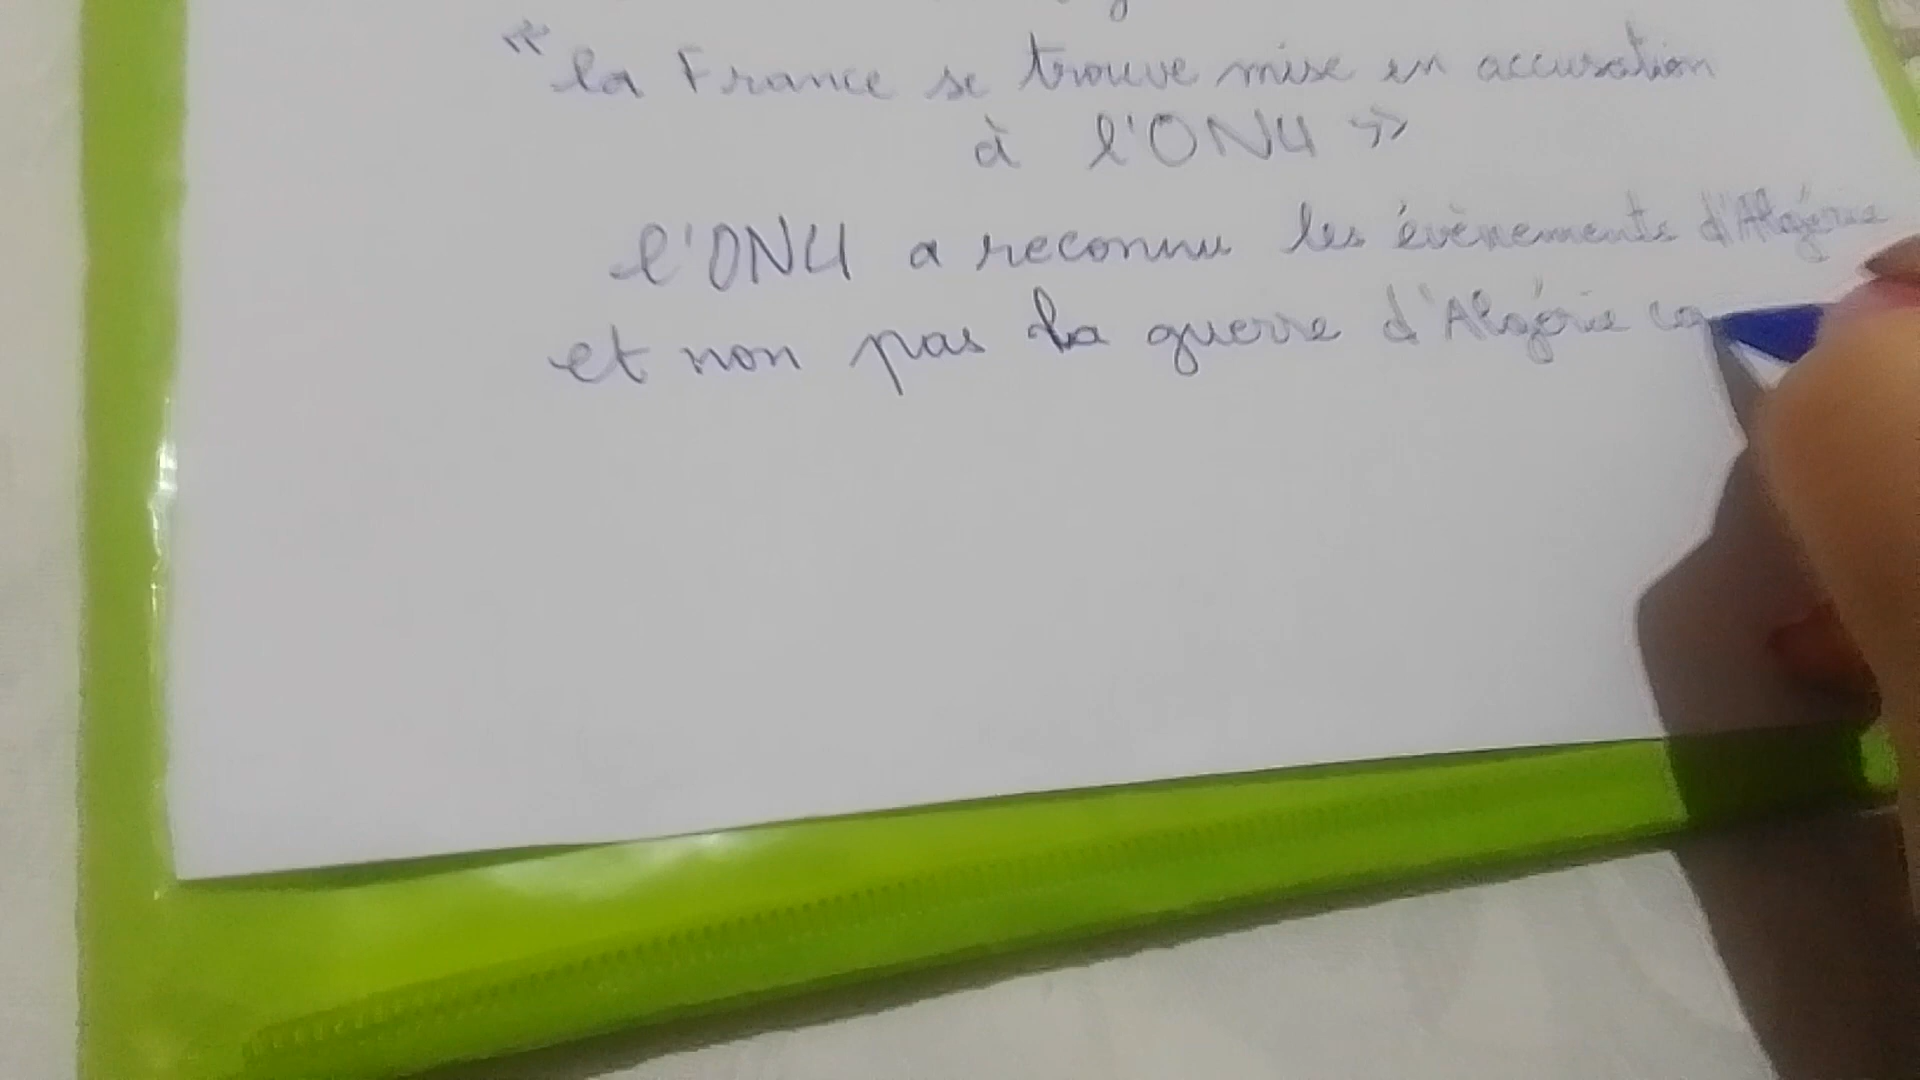 « la France se trouve mise en accusation
à l'ONU »
l'ONU a reconnu les évènements d'Algérie
et non pas la guerre d'Algérie co